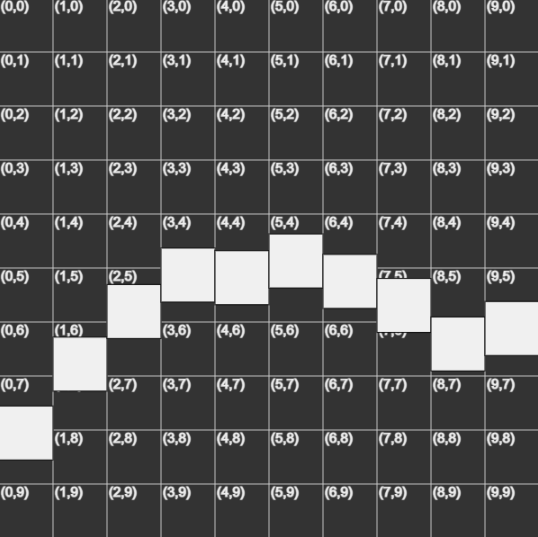 (0,0) (1,0) (2,0) (3,0) (4,0) (5,0) (6,0) (7,0) (8,0) (9,0)
(0,1) (1,1) (2,1) (3,1) (4,1) (5,1) (6,1) (7,1) (8,1) (9,1)
(0,2) (1,2) (2,2) (3,2) (4,2) (5,2) (6,2) (7,2) (8,2) (9,2)
(0,3) (1,3) (2,3) (3,3) (4,3) (5,3) (6,3) (7,3) (8,3) (9,3)
(0,4) (1,4) (2,4) (3,4) (4,4) (5,4) (6,4) (7,4) (8,4) (9,4)
(0,5) (1,5) (2,5) (7,5) (8,5) (9,5)
(0,6) (1,6) (3,6) (4,6) (5,6) (6,6)
(0,7) (2,7) (3,7) (4,7) (5,7) (6,7) (7,7) (8,7) (9,7)
(1,8) (2,8) (3,8) (4,8) (5,8) (6,8) (7,8) (8,8) (9,8)
(0,9) (1,9) (2,9) (3,9) (4,9) (5,9) (6,9) (7,9) (8,9) (9,9)